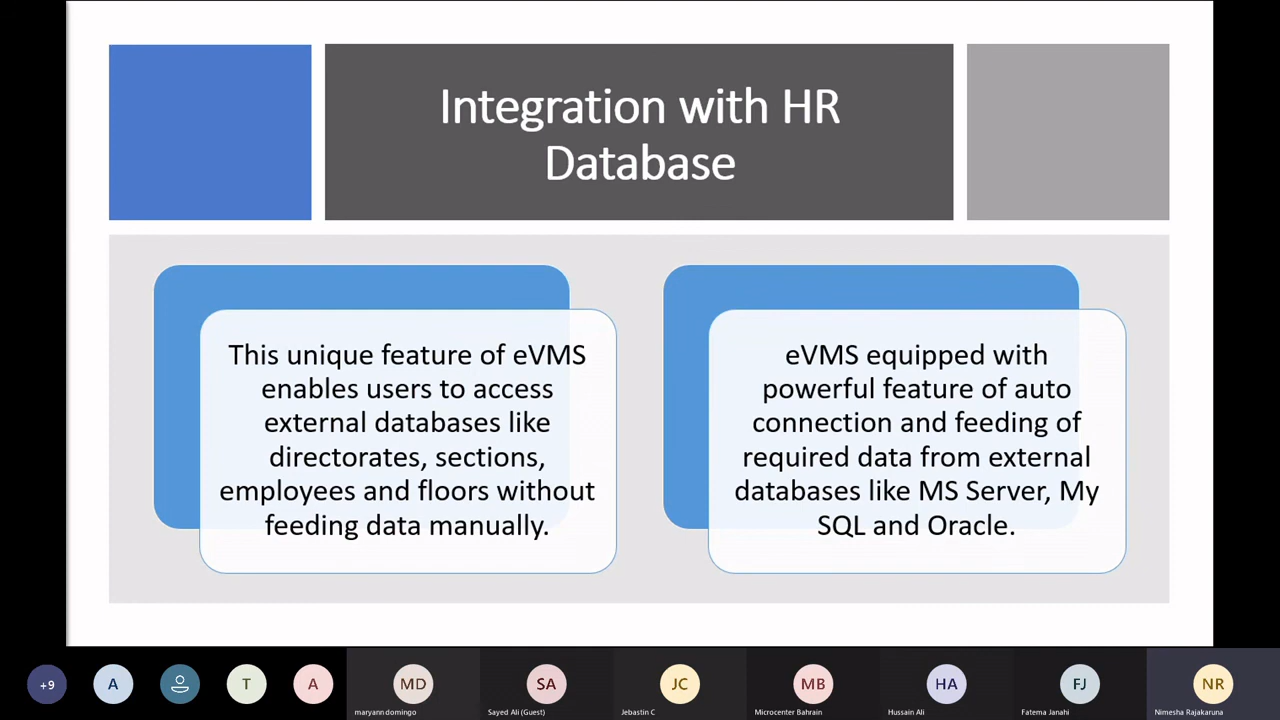 Integration with HR
Database
This unique feature of eVMS
enables users to access
external databases like
directorates, sections,
employees and floors without
feeding data manually.
eVMS equipped with
powerful feature of auto
connection and feeding of
required data from external
databases like MS Server, My
SQL and Oracle.
+9
A
T
A
MD
SA
JC
MB
HA
FJ
NR
maryann domingo
Sayed Ali (Guest)
Jebastin C
Microcenter Bahrain
Hussain Ali
Fatema Janahi
Nimesha Rajakaruna